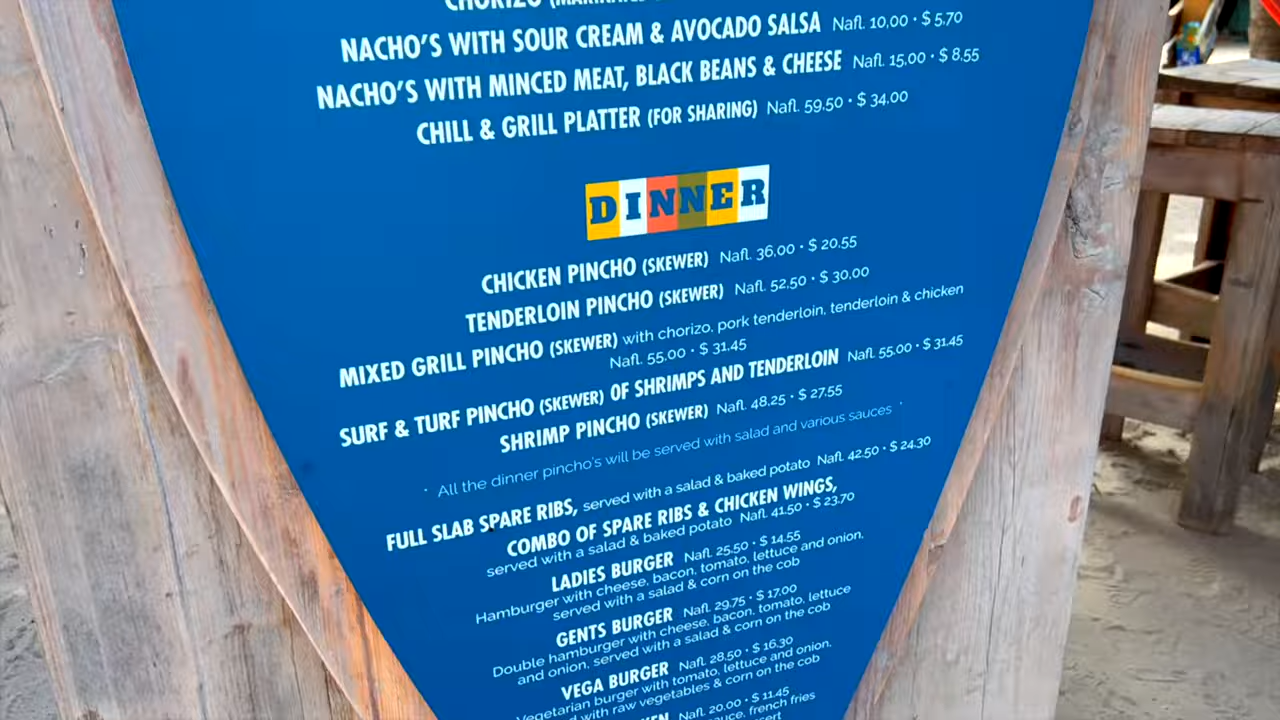 CHORIZO
NACHO'S WITH SOUR CREAM & AVOCADO SALSA Nafl. 10,00 • $ 5.70
NACHO'S WITH MINCED MEAT, BLACK BEANS & CHEESE Nafl. 15,00 • $ 8,55
CHILL & GRILL PLATTER (FOR SHARING) Nafl. 59,50 • $ 34.00
DINNER
CHICKEN PINCHO (SKEWER) Nafl. 36,00 • $ 20.55
TENDERLOIN PINCHO (SKEWER) Nafl. 52,50 • $ 30.00
MIXED GRILL PINCHO (SKEWER) with chorizo, pork tenderloin, tenderloin & chicken
Nafl. 55.00 • $ 31.45
SURF & TURF PINCHO (SKEWER) OF SHRIMPS AND TENDERLOIN Nafl. 55.00 • $ 31.45
SHRIMP PINCHO (SKEWER) Nafl. 48.25 • $ 27.55
* All the dinner pincho's will be served with salad and various sauces *
FULL SLAB SPARE RIBS, served with a salad & baked potato Nafl. 42.50 • $ 24.30
COMBO OF SPARE RIBS & CHICKEN WINGS,
served with a salad & baked potato Nafl. 41.50 • $ 23.70
LADIES BURGER Nafl. 25,50 • $ 14.55
Hamburger with cheese, bacon, tomato, lettuce and onion,
served with a salad & corn on the cob
GENTS BURGER Nafl. 29,75 • $ 17,00
Double hamburger with cheese, bacon, tomato, lettuce
and onion, served with a salad & corn on the cob
VEGA BURGER Nafl. 28,50 • $ 16.30
Vegetarian burger with tomato, lettuce and onion,
with raw vegetables & corn on the cob
Nafl. 20.00 • $ 11.45
sauce, french fries